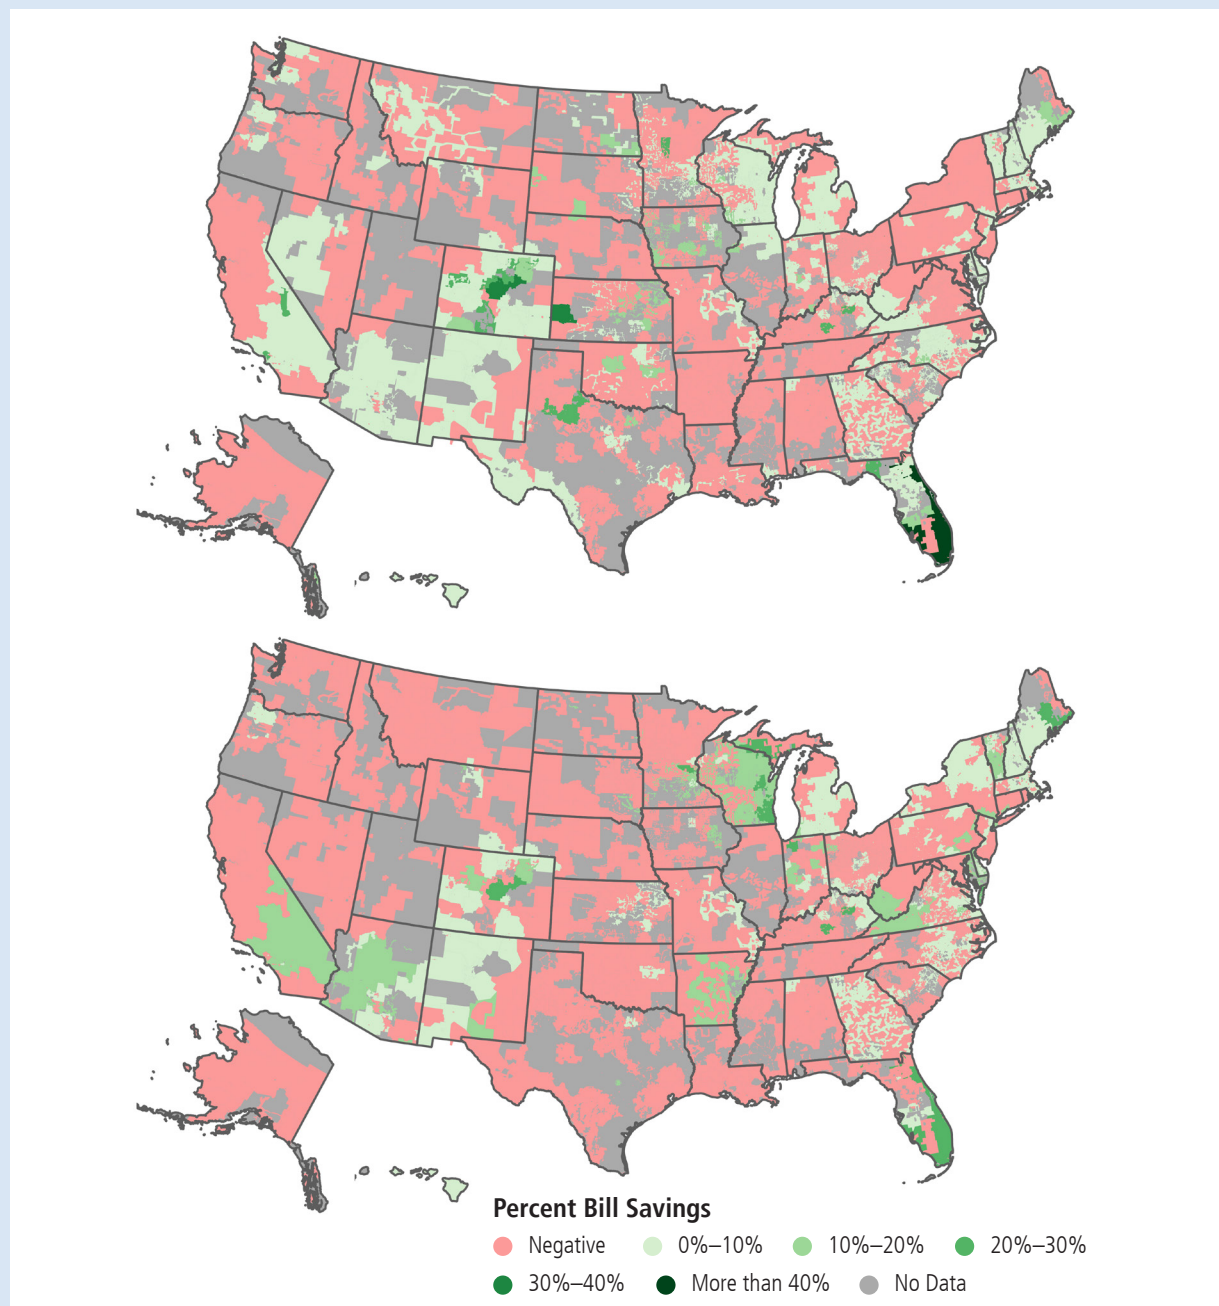 Percent Bill Savings
Negative 0%–10% 10%–20% 20%–30%
30%–40% More than 40% No Data